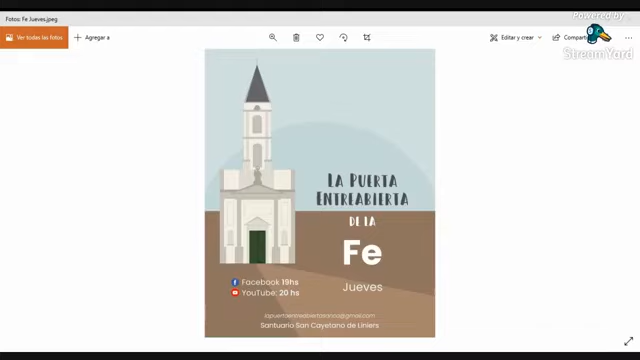 Fotos: Fe Jueves.jpeg
Powered by
Ver todas las fotos
Agregar a
Editar y crear
StreamYard
LA PUERTA
ENTREABIERTA
DE LA
Fe
Jueves
Facebook 19hs
YouTube: 20 hs
Santuario San Cayetano de Liniers